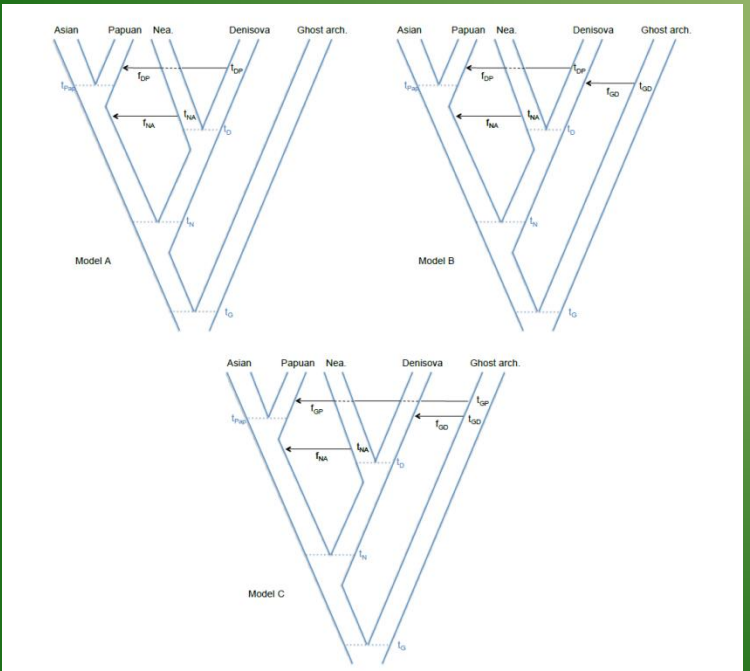 Asian Papuan Nea. Denisova Ghost arch.
tDP
fDP
tPap
tNA
fNA
tD
tN
Model A
tG
Asian Papuan Nea. Denisova Ghost arch.
tDP
fDP
tGD
fGD
tPap
tNA
fNA
tD
tN
Model B
tG
Asian Papuan Nea. Denisova Ghost arch.
tGP
fGP
tGD
fGD
tPap
tNA
fNA
tD
tN
Model C
tG